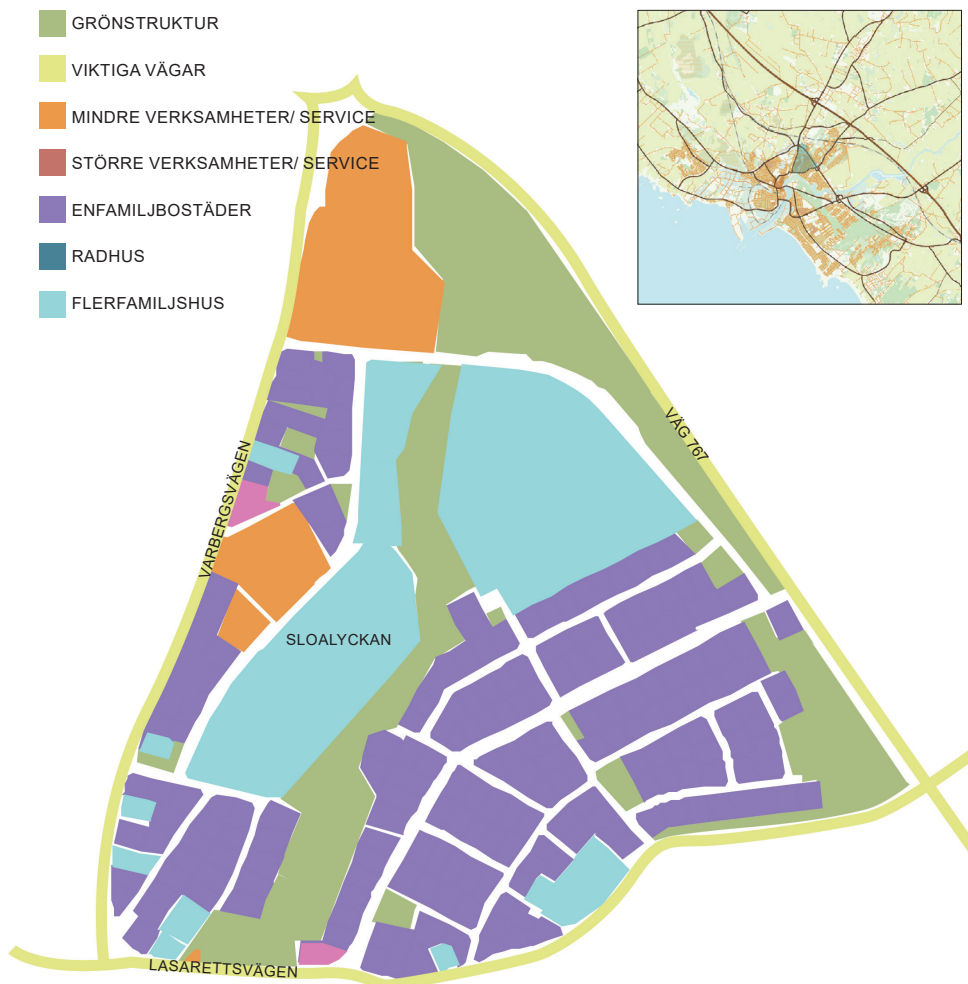 GRÖNSTRUKTUR
VIKTIGA VÄGAR
MINDRE VERKSAMHETER/ SERVICE
STÖRRE VERKSAMHETER/ SERVICE
ENFAMILJBOSTÄDER
RADHUS
FLERFAMILJSHUS
VÄG 767
VARBERGSVÄGEN
SLOALYCKAN
LASARETTSVÄGEN